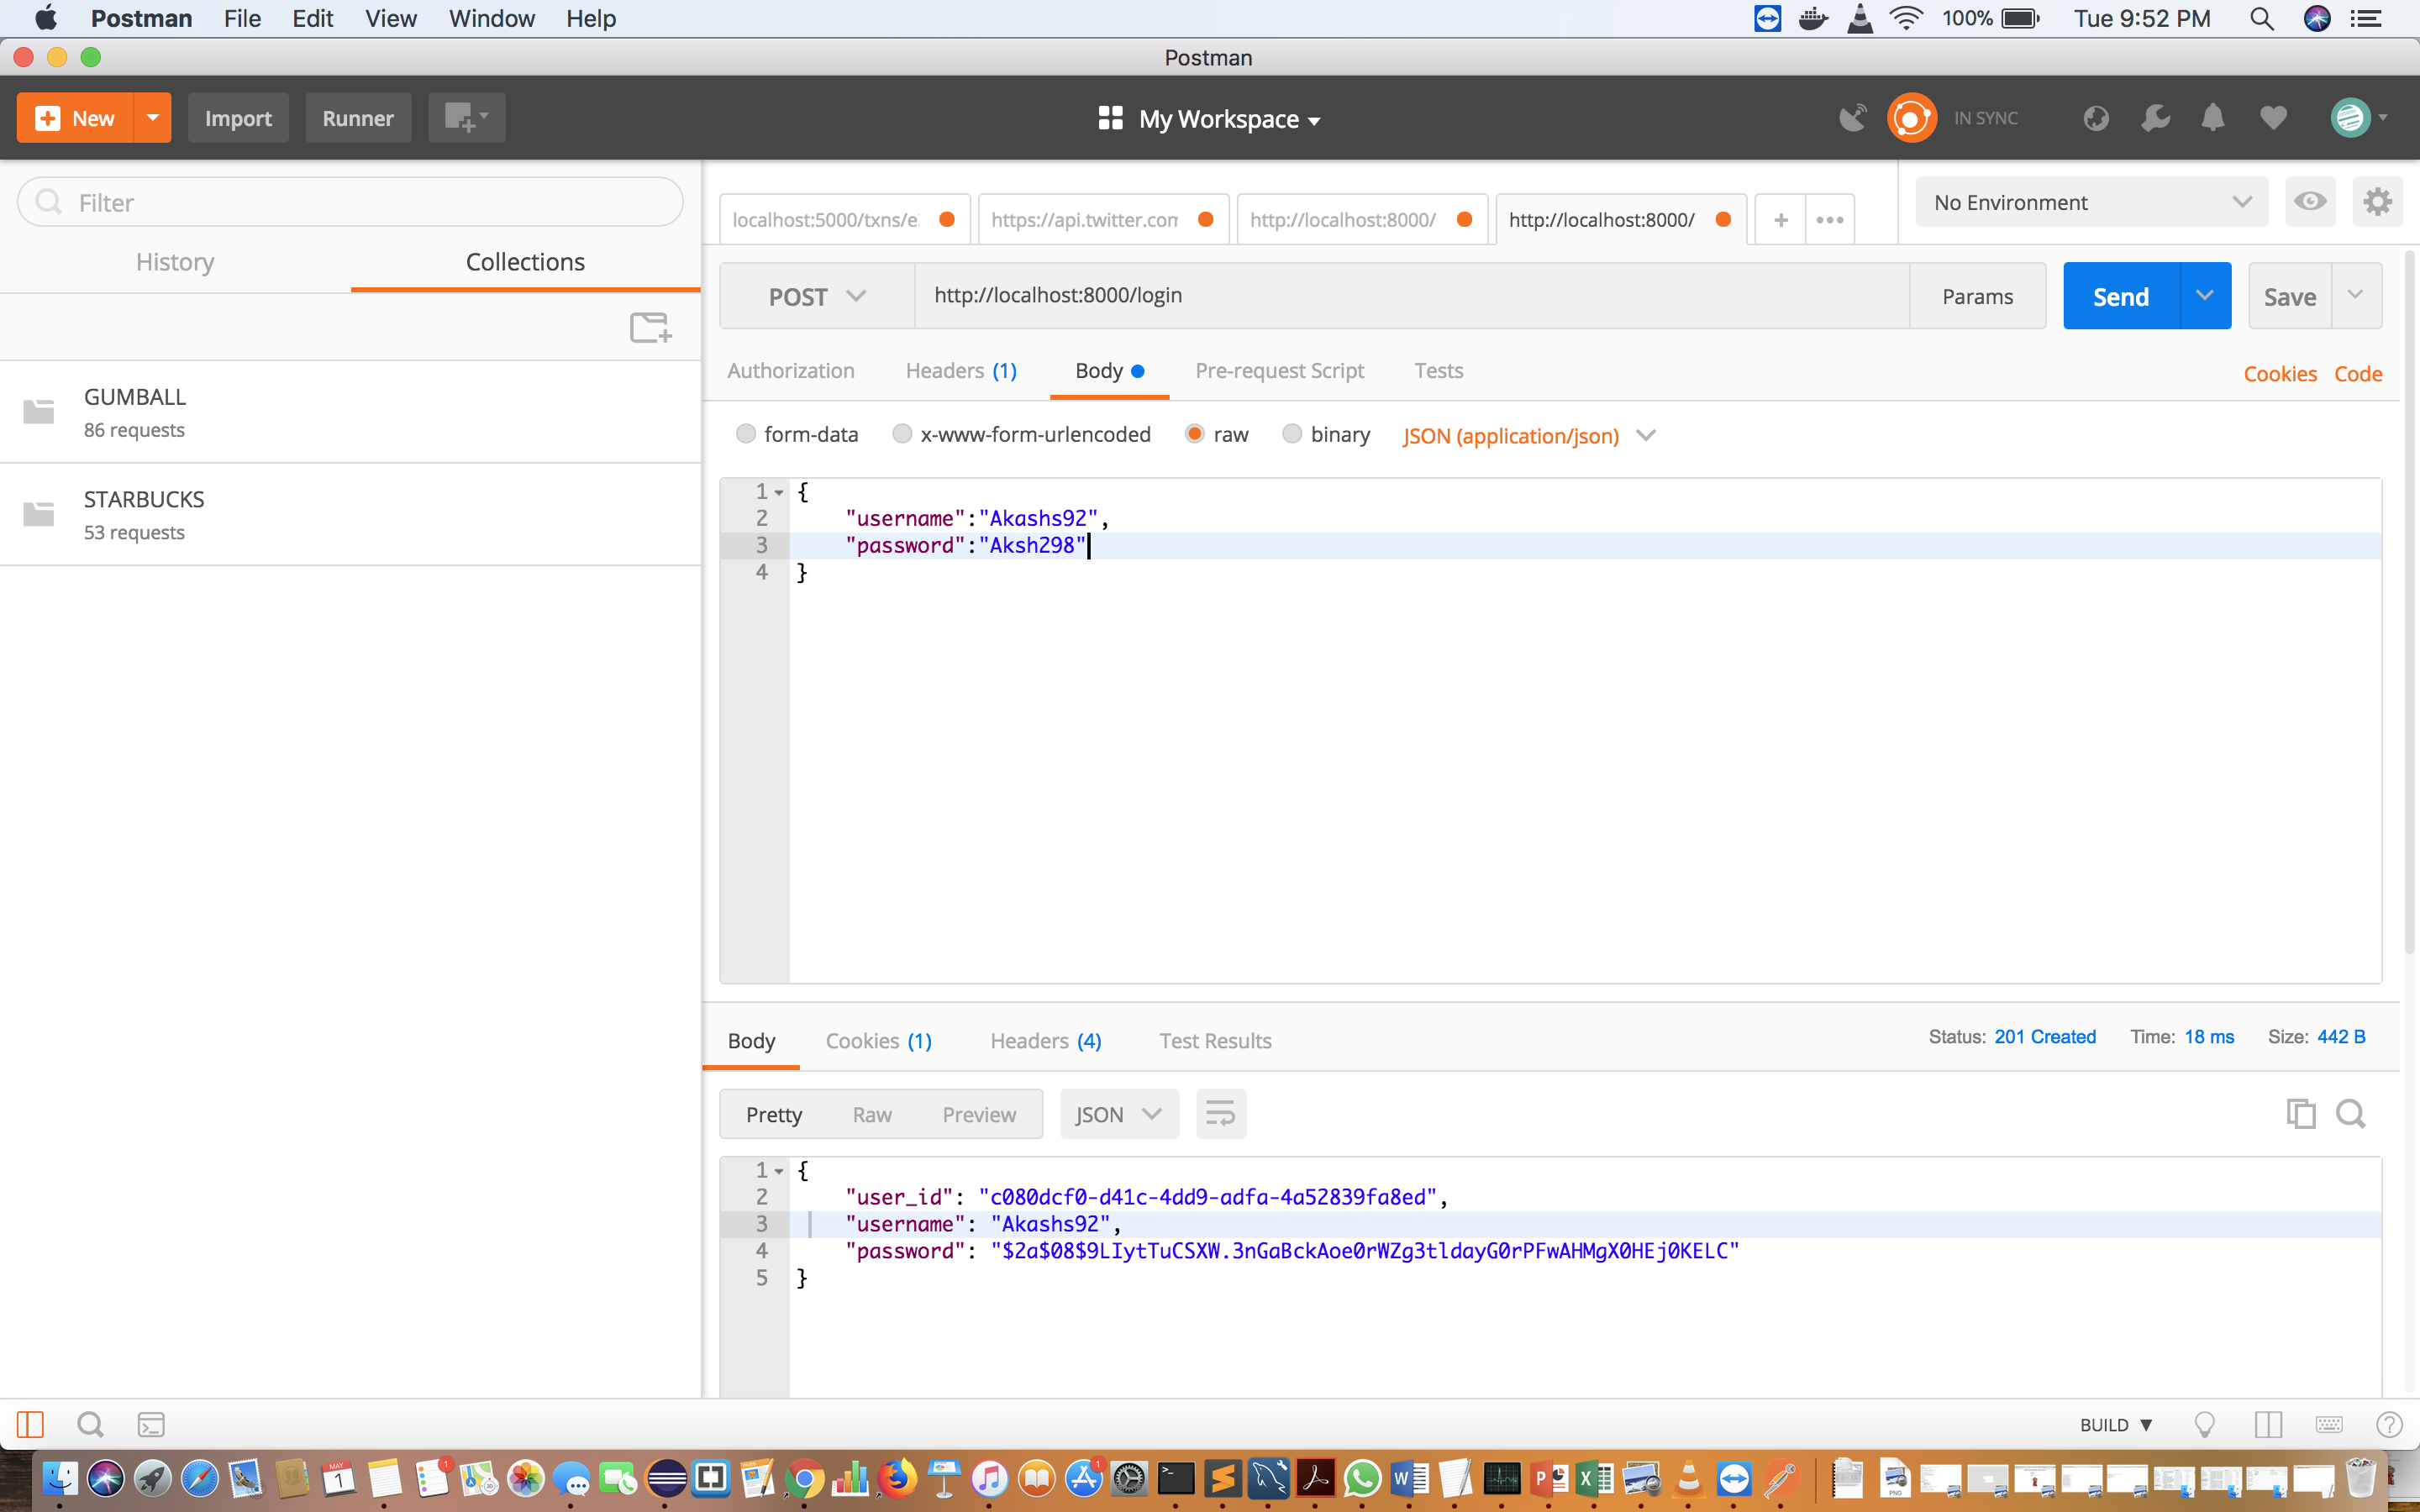 Postman File Edit View Window Help 100% Tue 9:52 PM
Postman
New Import Runner My Workspace IN SYNC
Filter
History Collections
GUMBALL
86 requests
STARBUCKS
53 requests
localhost:5000/txns/e. https://api.twitter.con http://localhost:8000/ http://localhost:8000/ No Environment
POST http://localhost:8000/login Params Send Save
Authorization Headers (1) Body Pre-request Script Tests Cookies Code
form-data x-www-form-urlencoded raw binary JSON (application/json)
1 {
2 "username":"Akashs92",
3 "password":"Aksh298"
4 }
Body Cookies (1) Headers (4) Test Results Status: 201 Created Time: 18 ms Size: 442 B
Pretty Raw Preview JSON
1 {
2 "user_id": "c080dcf0-d41c-4dd9-adfa-4a52839fa8ed",
3 "username": "Akashs92",
4 "password": "$2a$08$9LIytTuCSXW.3nGaBckAoe0rWZg3tldayG0rPFwAHMgX0HEj0KELC"
5 }
BUILD
MAY
1
1
1
PNG